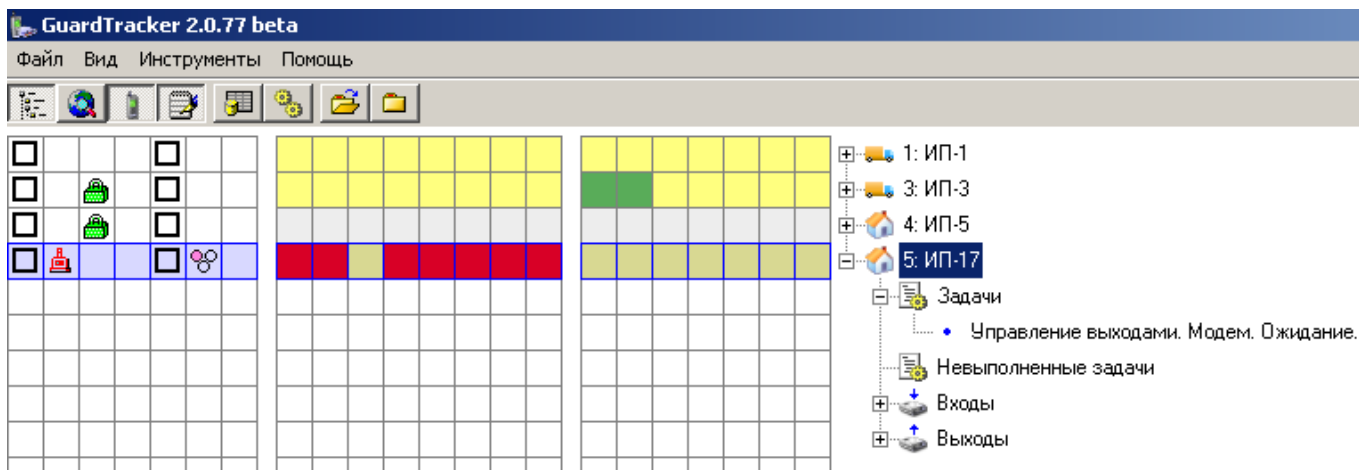 GuardTracker 2.0.77 beta
Файл Вид Инструменты Помощь
1: ИП-1
3: ИП-3
4: ИП-5
5: ИП-17
Задачи
Управление выходами. Модем. Ожидание.
Невыполненные задачи
Входы
Выходы